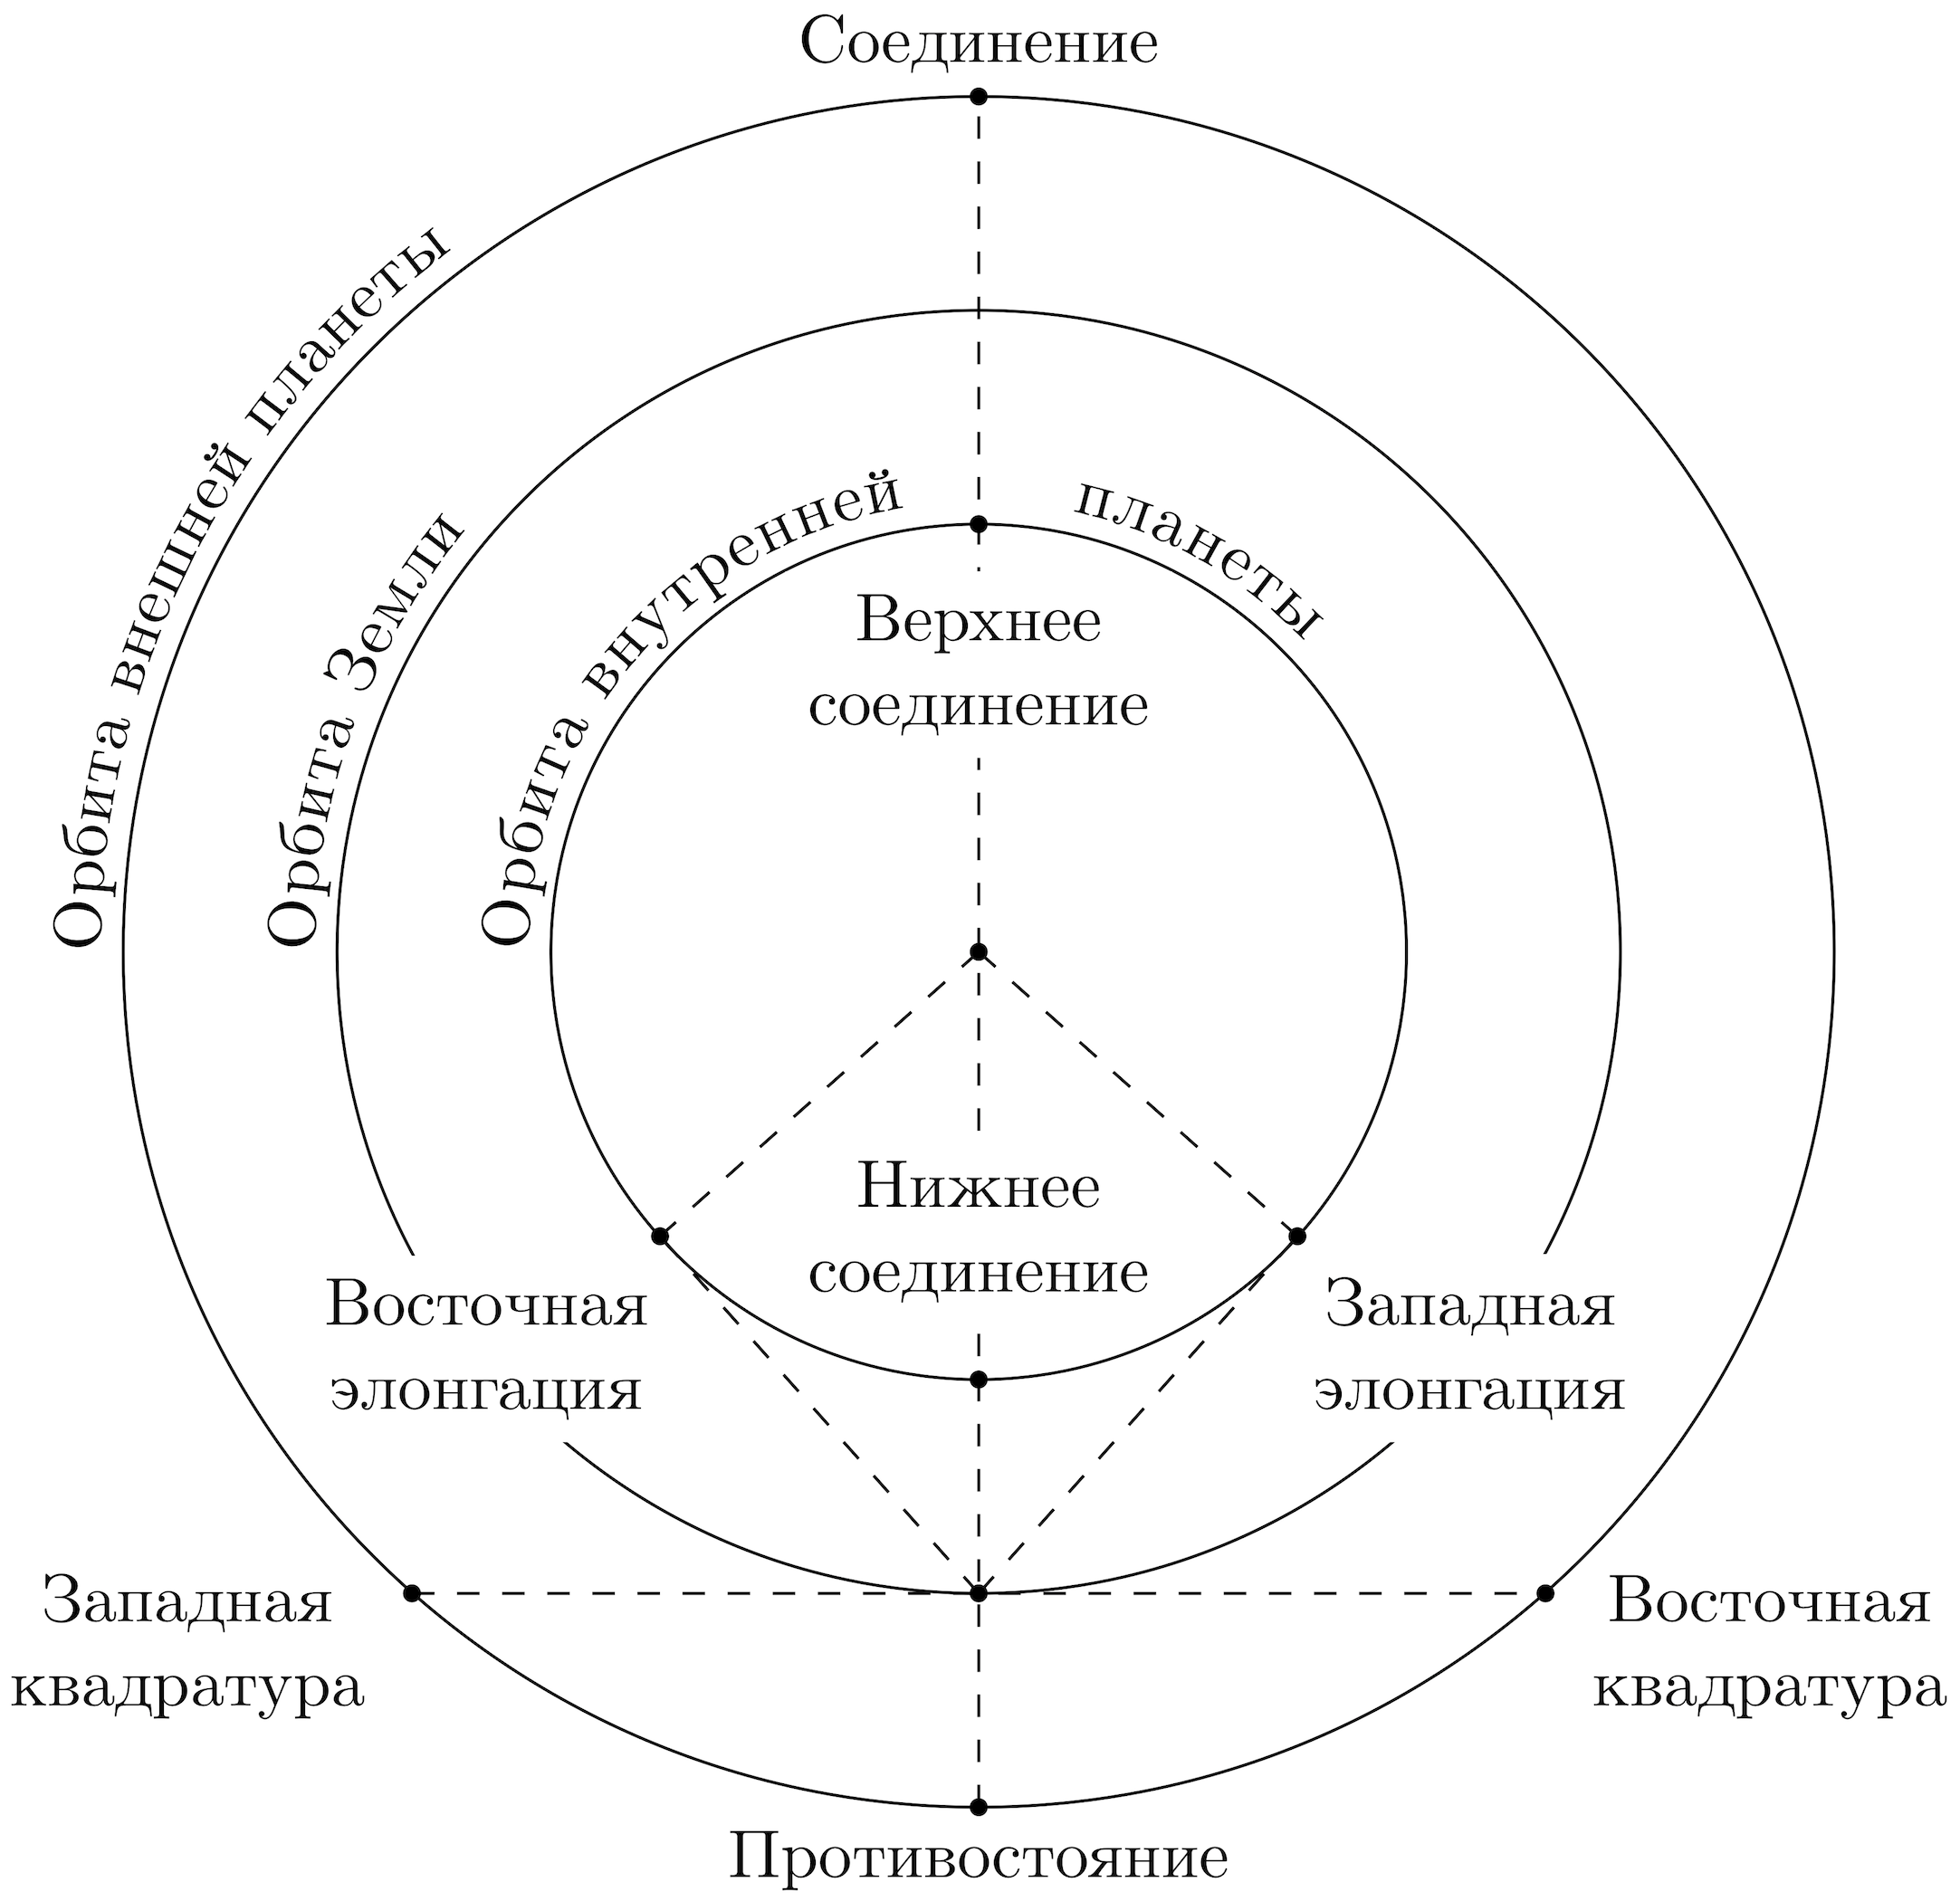 Соединение
Орбита внешней планеты
Орбита Земли
Орбита внутренней планеты
Верхнее
соединение
Нижнее
соединение
Восточная
элонгация
Западная
элонгация
Западная
квадратура
Восточная
квадратура
Противостояние